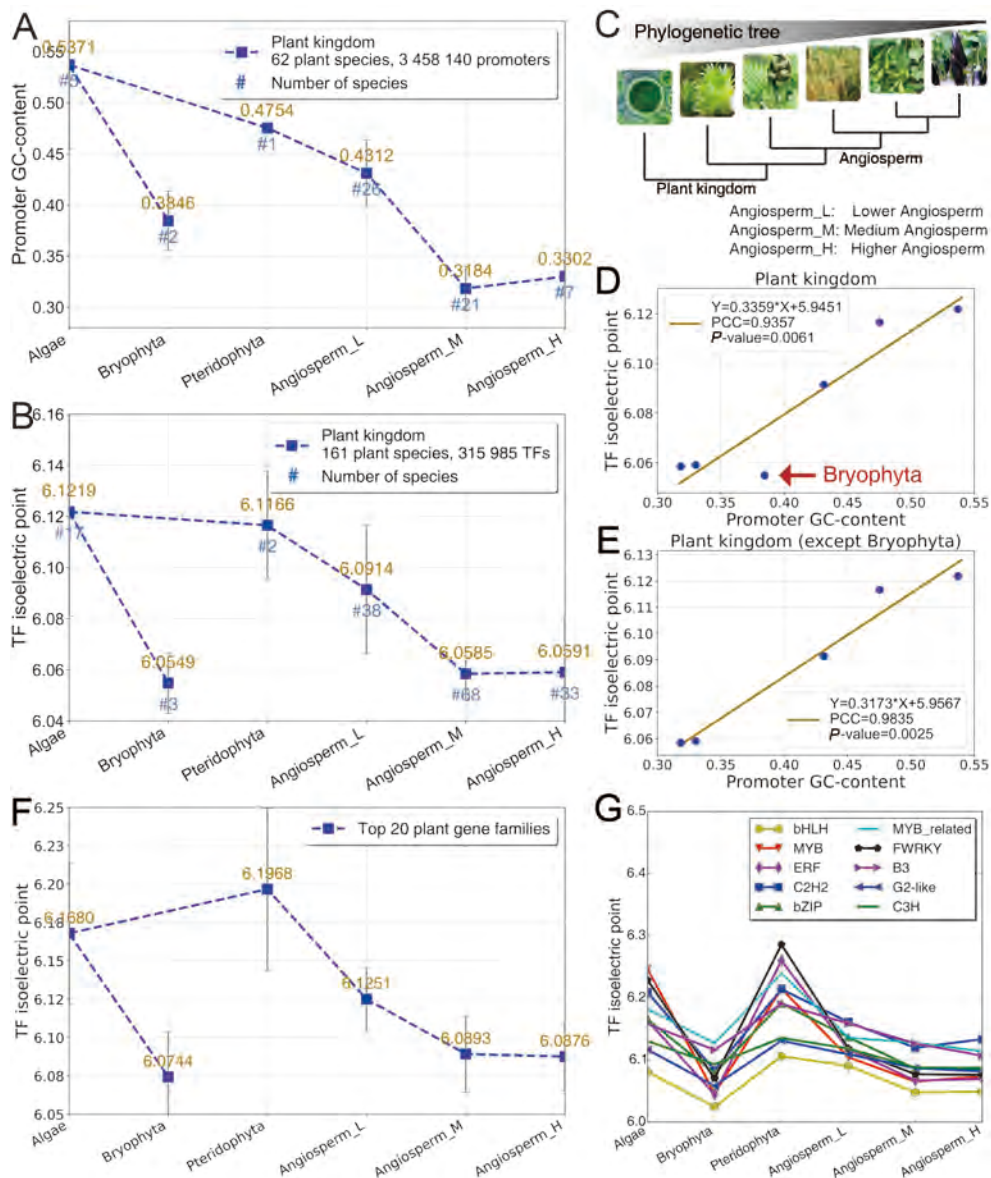 A
Promoter GC-content
0.55
0.50
0.45
0.40
0.35
0.30
Plant kingdom
62 plant species, 3 458 140 promoters
# Number of species
0.5371
#5
0.3846
#2
0.4754
#1
0.4312
#26
0.3184
#21
0.3302
#7
Algae
Bryophyta
Pteridophyta
Angiosperm_L
Angiosperm_M
Angiosperm_H
C
Phylogenetic tree
Angiosperm
Plant kingdom
Angiosperm_L: Lower Angiosperm
Angiosperm_M: Medium Angiosperm
Angiosperm_H: Higher Angiosperm
B
TF isoelectric point
6.16
6.14
6.12
6.10
6.08
6.06
6.04
Plant kingdom
161 plant species, 315 985 TFs
# Number of species
6.1219
#17
6.0549
#3
6.1166
#2
6.0914
#38
6.0585
#68
6.0591
#33
Algae
Bryophyta
Pteridophyta
Angiosperm_L
Angiosperm_M
Angiosperm_H
D
Plant kingdom
TF isoelectric point
6.12
6.10
6.08
6.06
Y=0.3359*X+5.9451
PCC=0.9357
P-value=0.0061
Bryophyta
0.30
0.35
0.40
0.45
0.50
0.55
Promoter GC-content
E
Plant kingdom (except Bryophyta)
TF isoelectric point
6.13
6.12
6.11
6.10
6.09
6.08
6.07
6.06
Y=0.3173*X+5.9567
PCC=0.9835
P-value=0.0025
0.30
0.35
0.40
0.45
0.50
0.55
Promoter GC-content
F
TF isoelectric point
6.25
6.23
6.20
6.18
6.15
6.12
6.10
6.08
6.05
Top 20 plant gene families
6.1680
6.0744
6.1968
6.1251
6.0893
6.0876
Algae
Bryophyta
Pteridophyta
Angiosperm_L
Angiosperm_M
Angiosperm_H
G
TF isoelectric point
6.5
6.4
6.3
6.2
6.1
6.0
bHLH
MYB
ERF
C2H2
bZIP
MYB_related
FWRKY
B3
G2-like
C3H
Algae
Bryophyta
Pteridophyta
Angiosperm_L
Angiosperm_M
Angiosperm_H